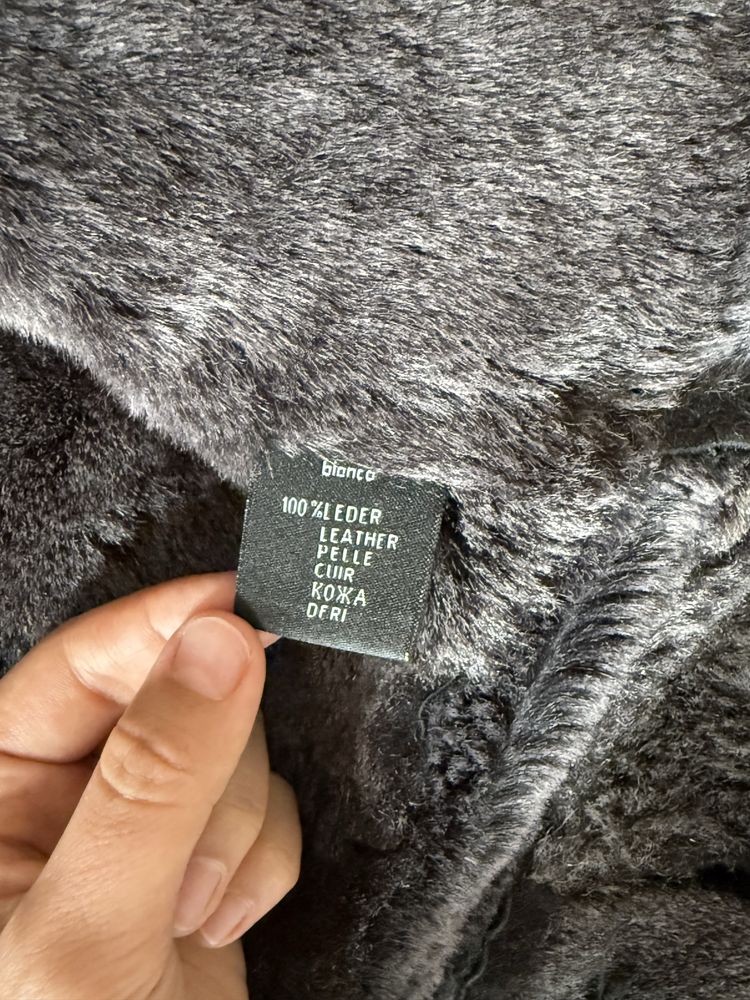 bianca
100%LEDER
LEATHER
PELLE
CUIR
КОЖА
DERI